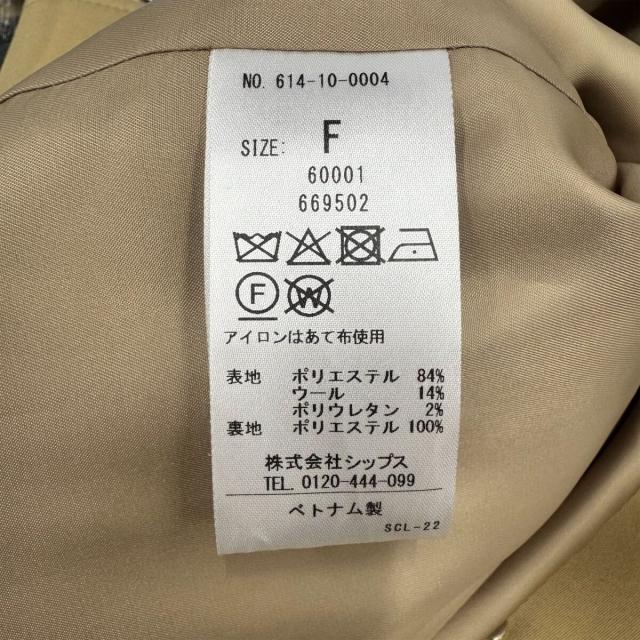 NO. 614-10-0004
SIZE: F
60001
669502
F W
アイロンはあて布使用
表地 ポリエステル 84%
ウール 14%
ポリウレタン 2%
裏地 ポリエステル 100%
株式会社シップス
TEL. 0120-444-099
ベトナム製
SCL-22